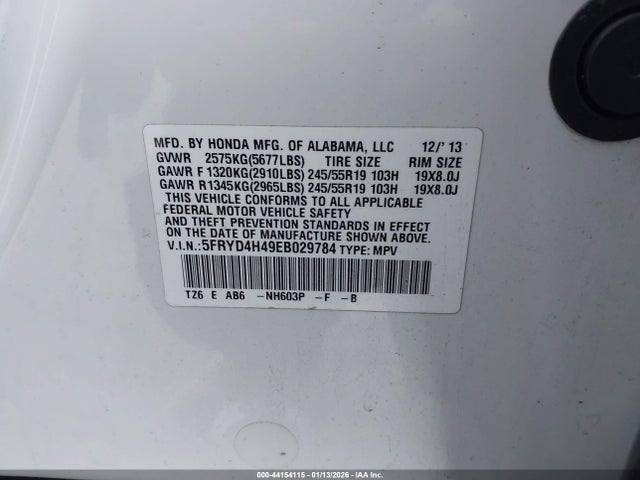 MFD. BY HONDA MFG. OF ALABAMA, LLC 12/' 13
GVWR 2575KG(5677LBS) TIRE SIZE RIM SIZE
GAWR F 1320KG(2910LBS) 245/55R19 103H 19X8.0J
GAWR R1345KG(2965LBS) 245/55R19 103H 19X8.0J
THIS VEHICLE CONFORMS TO ALL APPLICABLE
FEDERAL MOTOR VEHICLE SAFETY
AND THEFT PREVENTION STANDARDS IN EFFECT
ON THE DATE OF MANUFACTURE SHOWN ABOVE.
V.I.N.:5FRYD4H49EB029784 TYPE: MPV
TZ6 E AB6 -NH603P -F -B
000-44154115 - 01/13/2026 - IAA Inc.